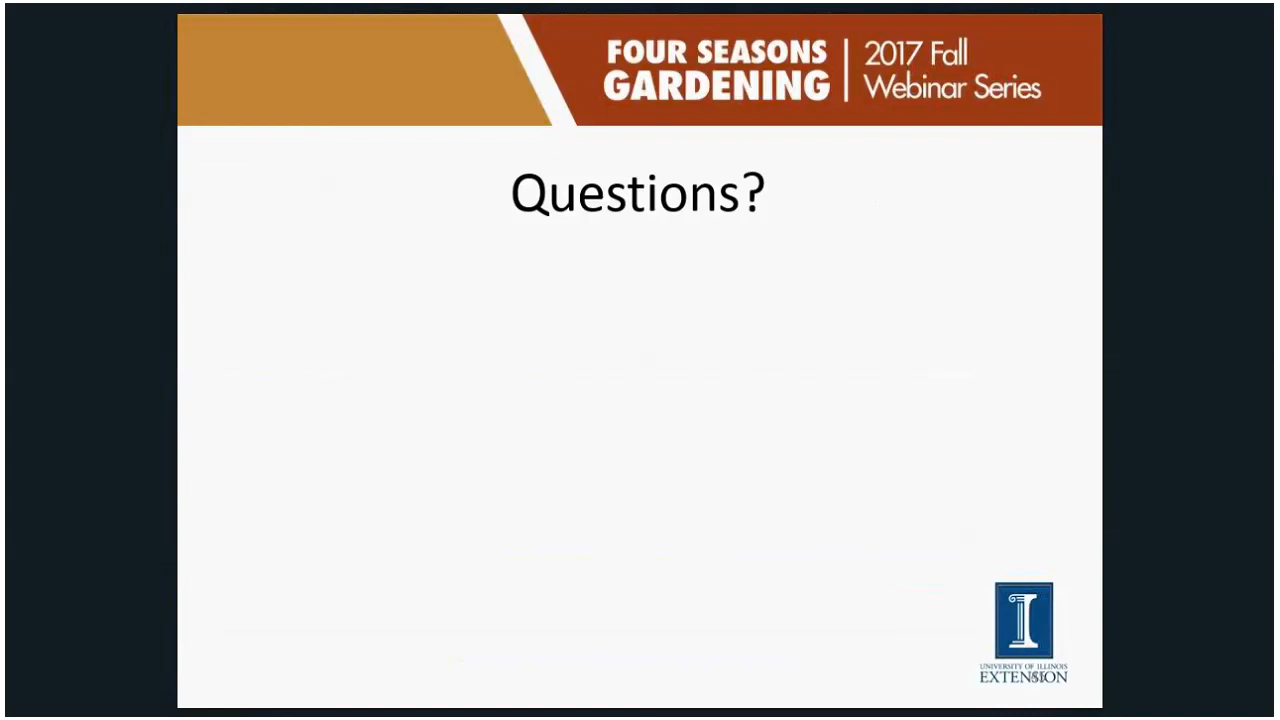 FOUR SEASONS
GARDENING
2017 Fall
Webinar Series
Questions?
I
UNIVERSITY OF ILLINOIS
EXTENSION